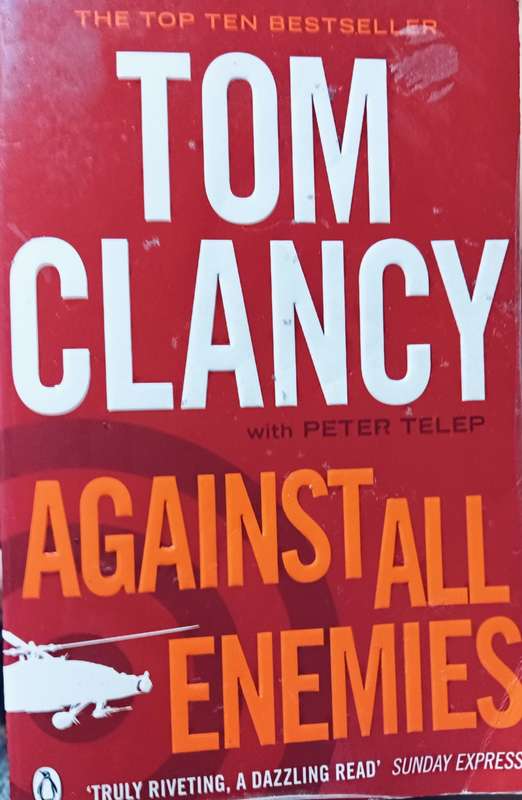 THE TOP TEN BESTSELLER
TOM
CLANCY
with PETER TELEP
AGAINST ALL
ENEMIES
'TRULY RIVETING, A DAZZLING READ' SUNDAY EXPRESS